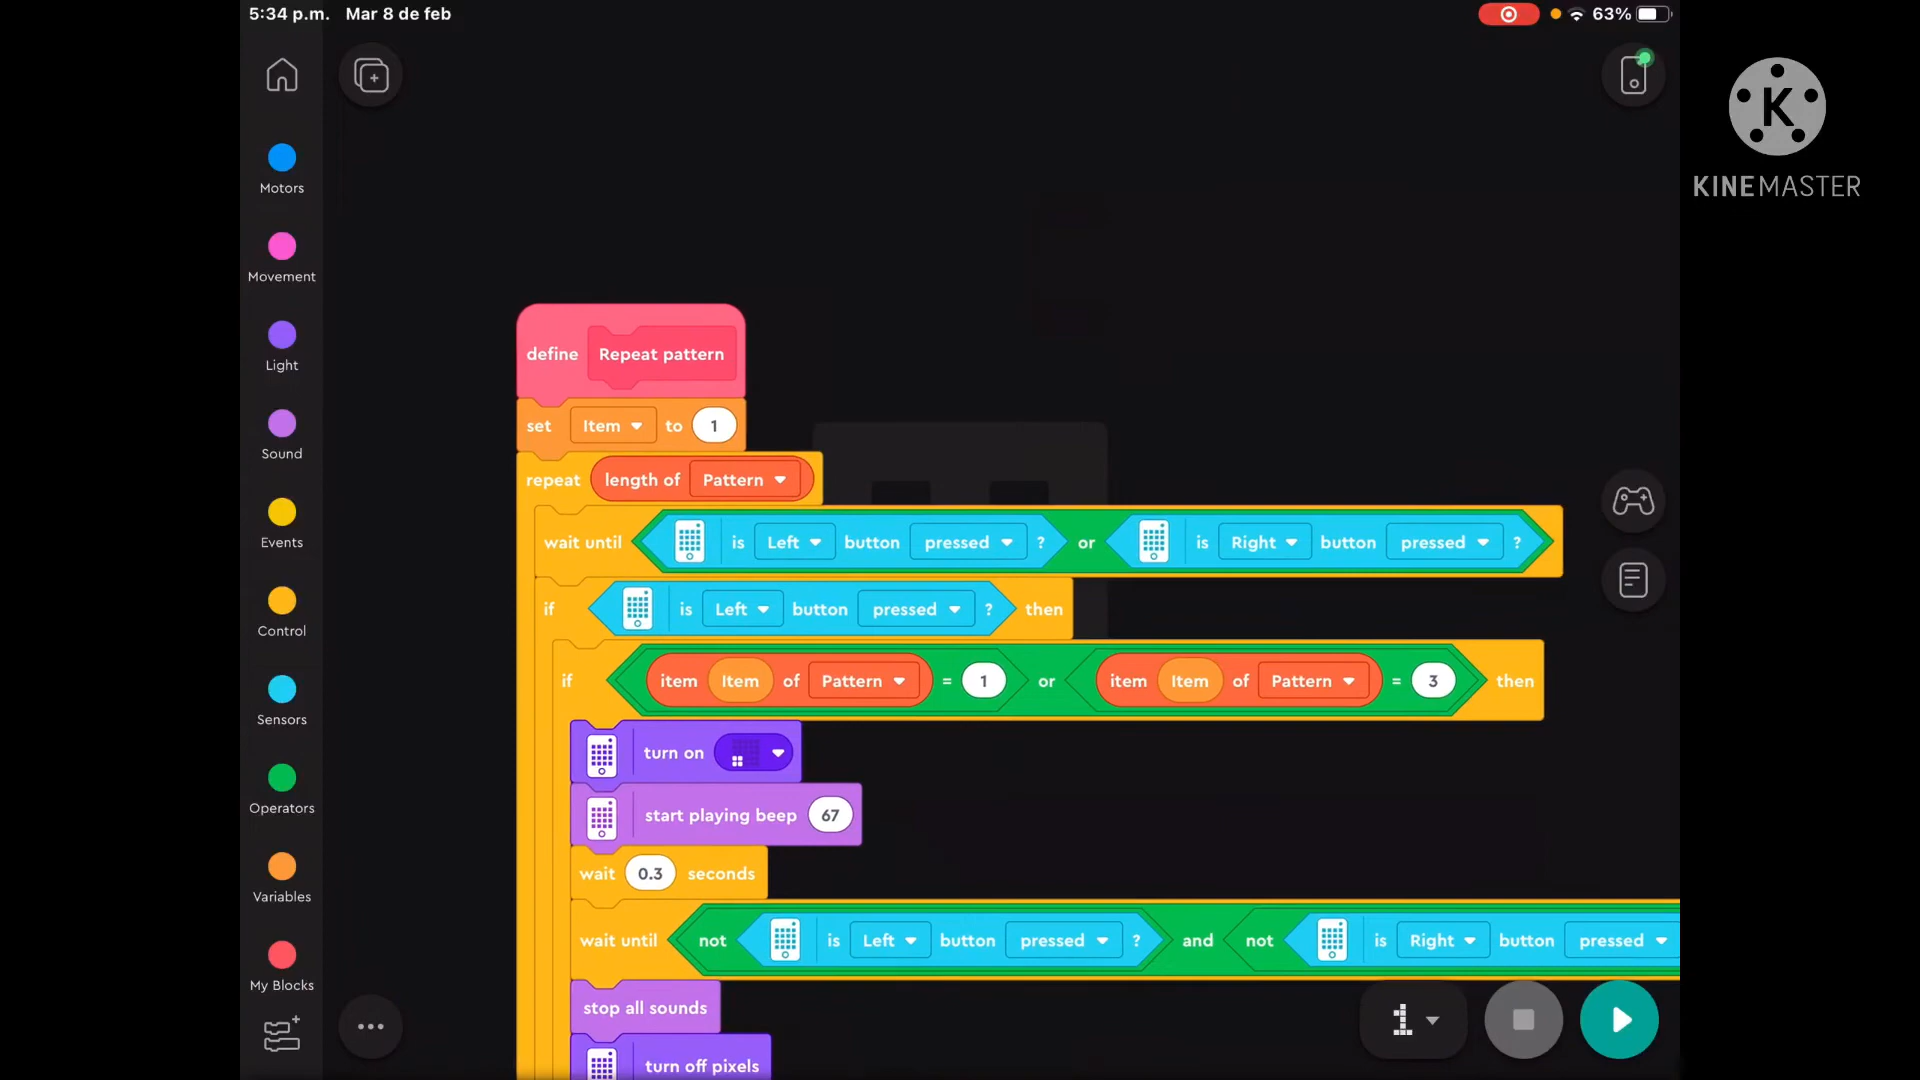 5:34 p.m. Mar 8 de feb
63%
KINEMASTER
Motors
Movement
Light
Sound
Events
Control
Sensors
Operators
Variables
My Blocks
define Repeat pattern
set Item to 1
repeat length of Pattern
wait until is Left button pressed ? or is Right button pressed ?
if is Left button pressed ? then
if item Item of Pattern = 1 or item Item of Pattern = 3 then
turn on
start playing beep 67
wait 0.3 seconds
wait until not is Left button pressed ? and not is Right button pressed
stop all sounds
turn off pixels
1